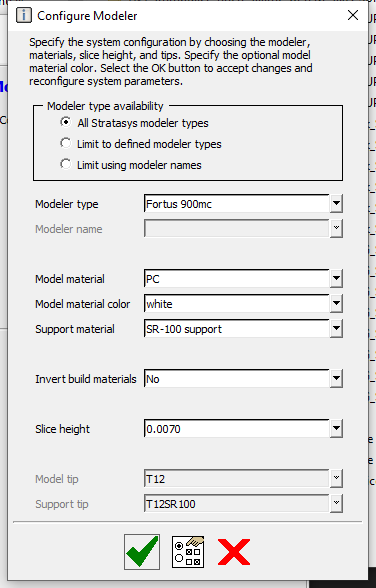 Configure Modeler
Specify the system configuration by choosing the modeler,
materials, slice height, and tips. Specify the optional model
material color. Select the OK button to accept changes and
reconfigure system parameters.
Modeler type availability
All Stratasys modeler types
Limit to defined modeler types
Limit using modeler names
Modeler type Fortus 900mc
Modeler name
Model material PC
Model material color white
Support material SR-100 support
Invert build materials No
Slice height 0.0070
Model tip T12
Support tip T12SR100